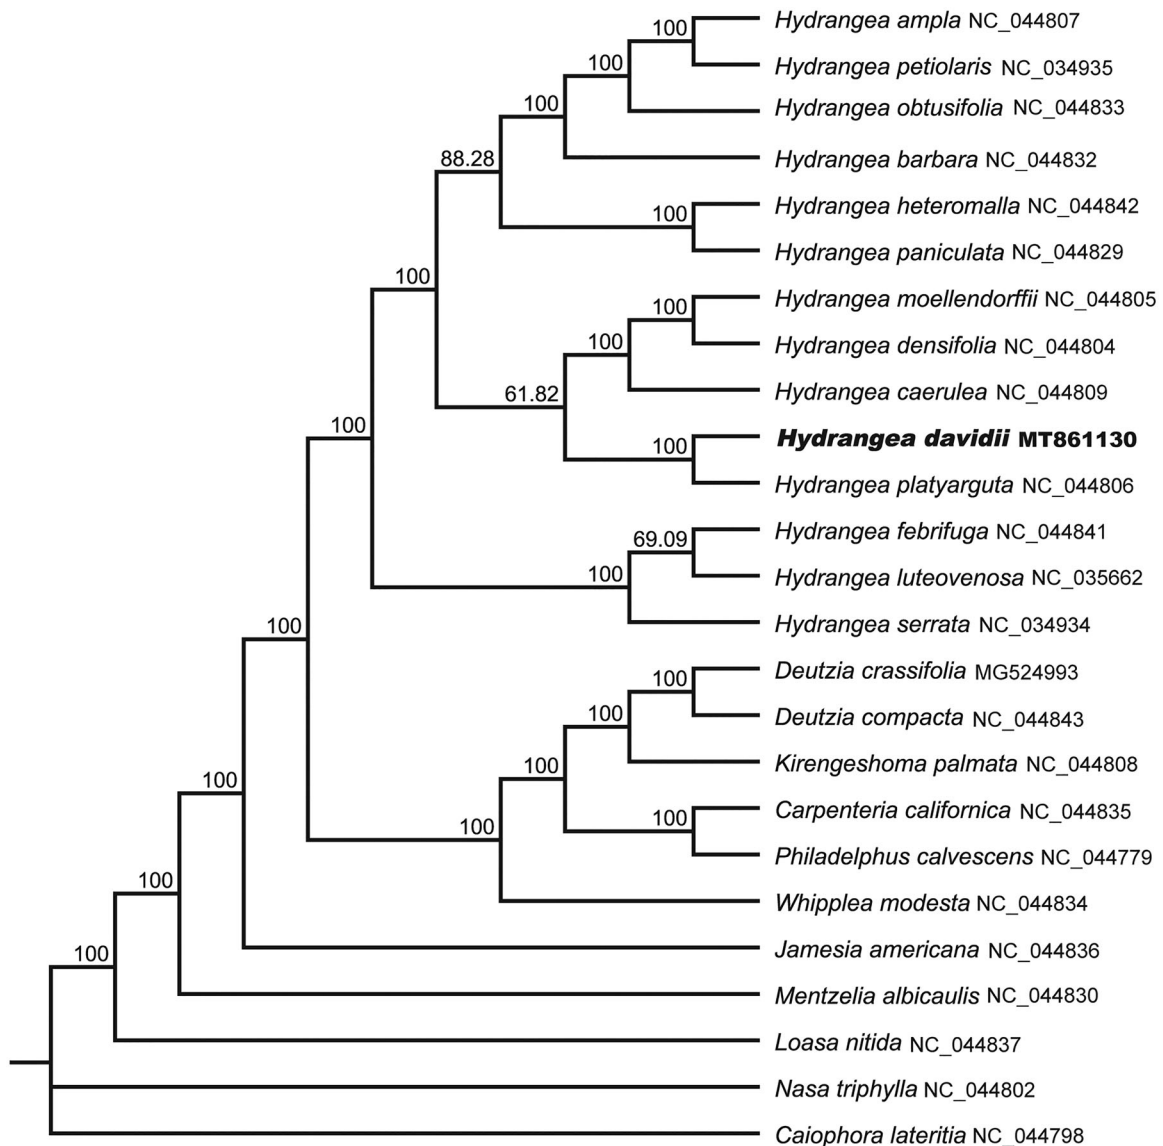 100
Hydrangea ampla NC_044807
100
Hydrangea petiolaris NC_034935
100
Hydrangea obtusifolia NC_044833
88.28
Hydrangea barbara NC_044832
100
Hydrangea heteromalla NC_044842
Hydrangea paniculata NC_044829
100
100
Hydrangea moellendorffii NC_044805
100
Hydrangea densifolia NC_044804
61.82
Hydrangea caerulea NC_044809
100
100
Hydrangea davidii MT861130
Hydrangea platyarguta NC_044806
69.09
Hydrangea febrifuga NC_044841
100
Hydrangea luteovenosa NC_035662
100
Hydrangea serrata NC_034934
100
Deutzia crassifolia MG524993
100
Deutzia compacta NC_044843
100
100
Kirengeshoma palmata NC_044808
100
100
Carpenteria californica NC_044835
Philadelphus calvescens NC_044779
100
Whipplea modesta NC_044834
100
Jamesia americana NC_044836
Mentzelia albicaulis NC_044830
Loasa nitida NC_044837
Nasa triphylla NC_044802
Caiophora lateritia NC_044798